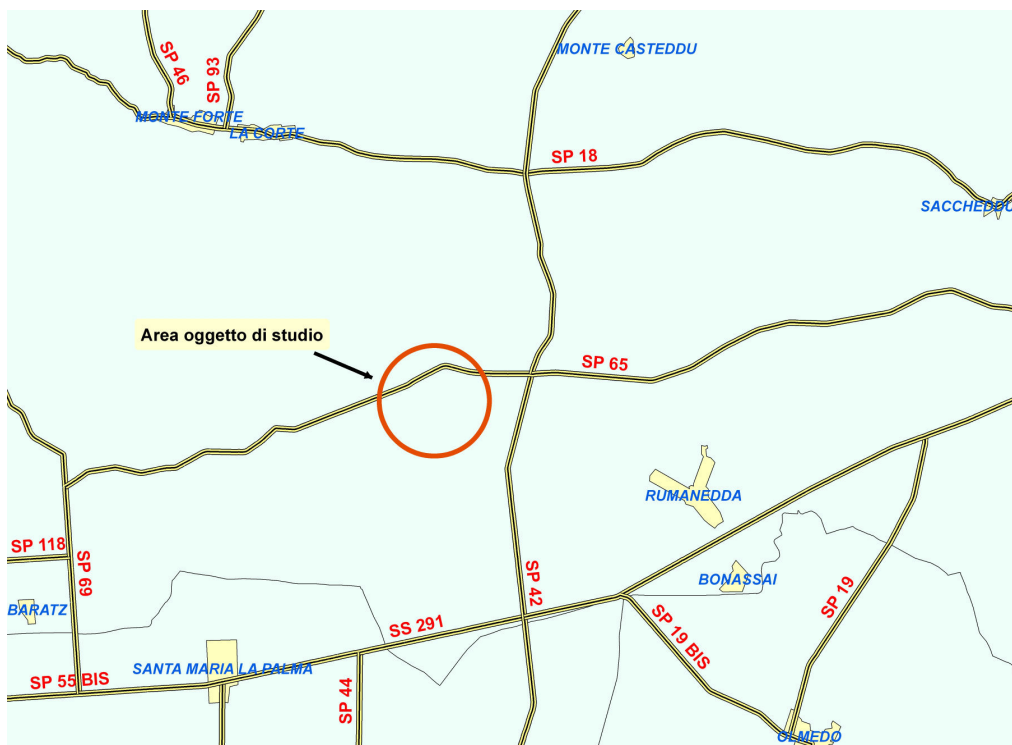 MONTE CASTEDDU
SP 46
SP 93
MONTE FORTE
LA CORTE
SP 18
SACCHEDDU
Area oggetto di studio
SP 65
RUMANEDDA
SP 118
SP 69
BARATZ
SP 42
BONASSAI
SP 19
SS 291
SP 19 BIS
SANTA MARIA LA PALMA
SP 55 BIS
SP 44
OLMEDO